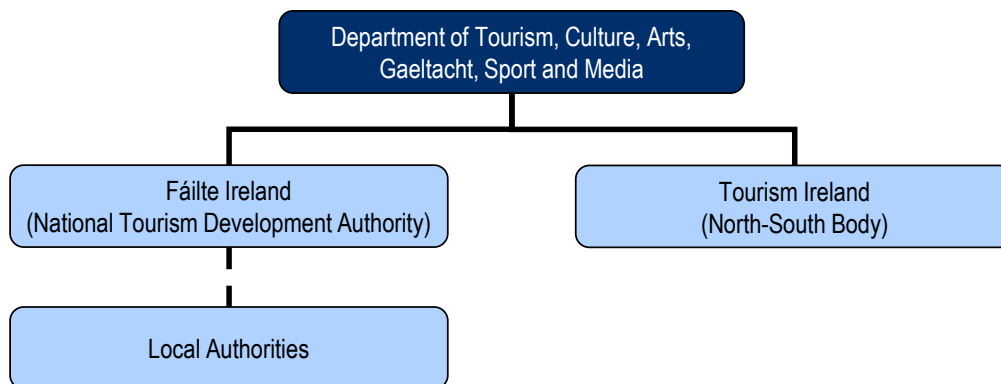 Department of Tourism, Culture, Arts,
Gaeltacht, Sport and Media
Fáilte Ireland
(National Tourism Development Authority)
Tourism Ireland
(North-South Body)
Local Authorities